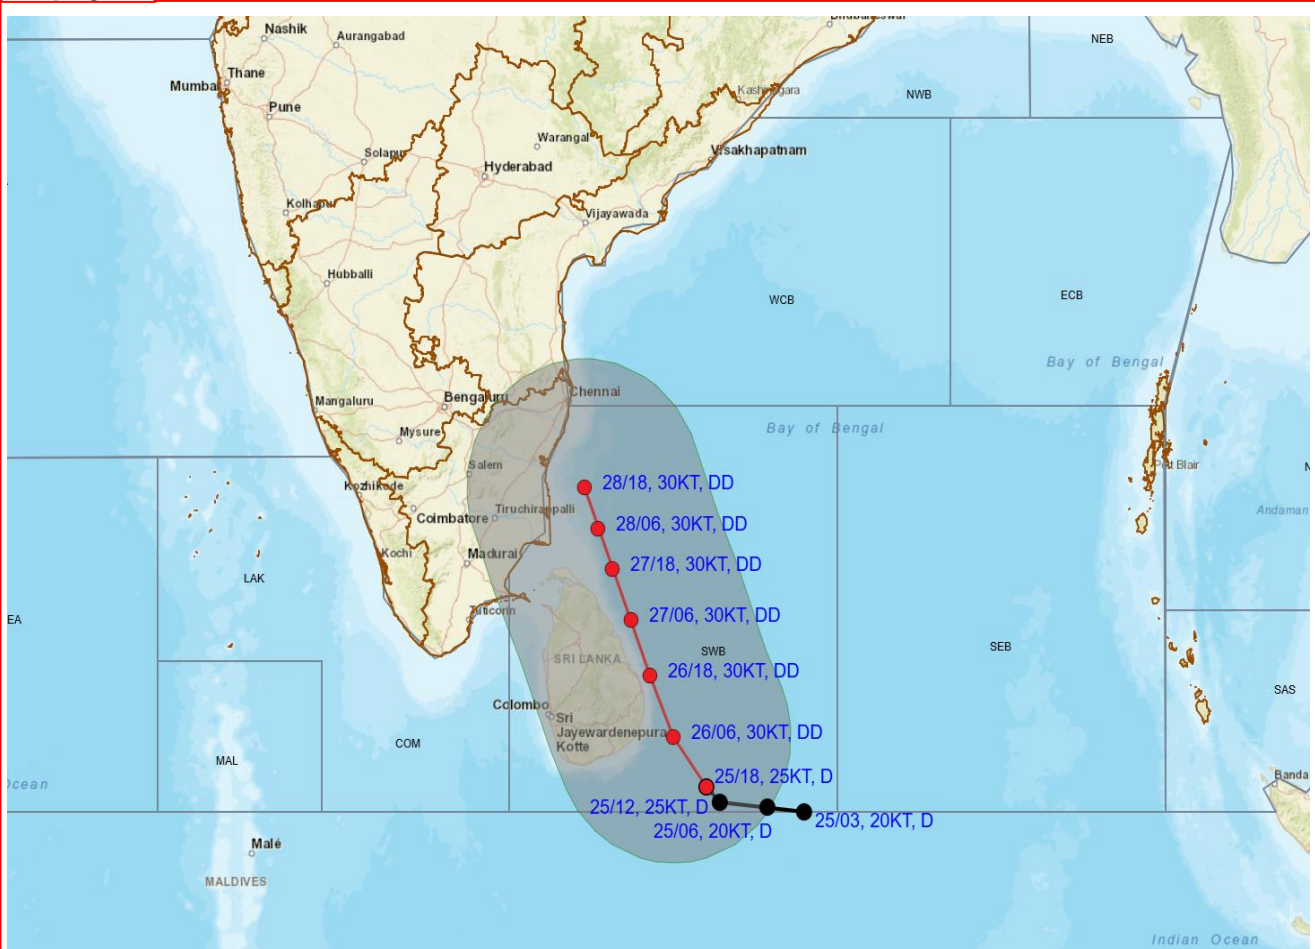 Nashik
Aurangabad
NEB
Mumba
Thane
Kash
gara
NWB
Pune
Warangal
Solapur
V sakhapatnam
Hyderabad
Kolhapur
Vijayawada
Hubballi
WCB
ECB
Bay of Bengal
Chennai
Bengaluru
Mangaluru
Bay of Bengal
Mysure
Salem
Port Blair
Kozhikode
28/18, 30KT, DD
Coimbatore
Tiruchirappalli
Andaman
28/06, 30KT, DD
Kochi
Madurai
27/18, 30KT, DD
LAK
Tuticorin
EA
27/06, 30KT, DD
SEB
SWB
SRI LANKA
26/18, 30KT, DD
SAS
Colombo
Sri
Jayewardenepura
Kotte
26/06, 30KT, DD
COM
MAL
25/18, 25KT, D
Banda
Ocean
25/12, 25KT, D
25/06, 20KT, D
25/03, 20KT, D
Malé
MALDIVES
Indian Ocean